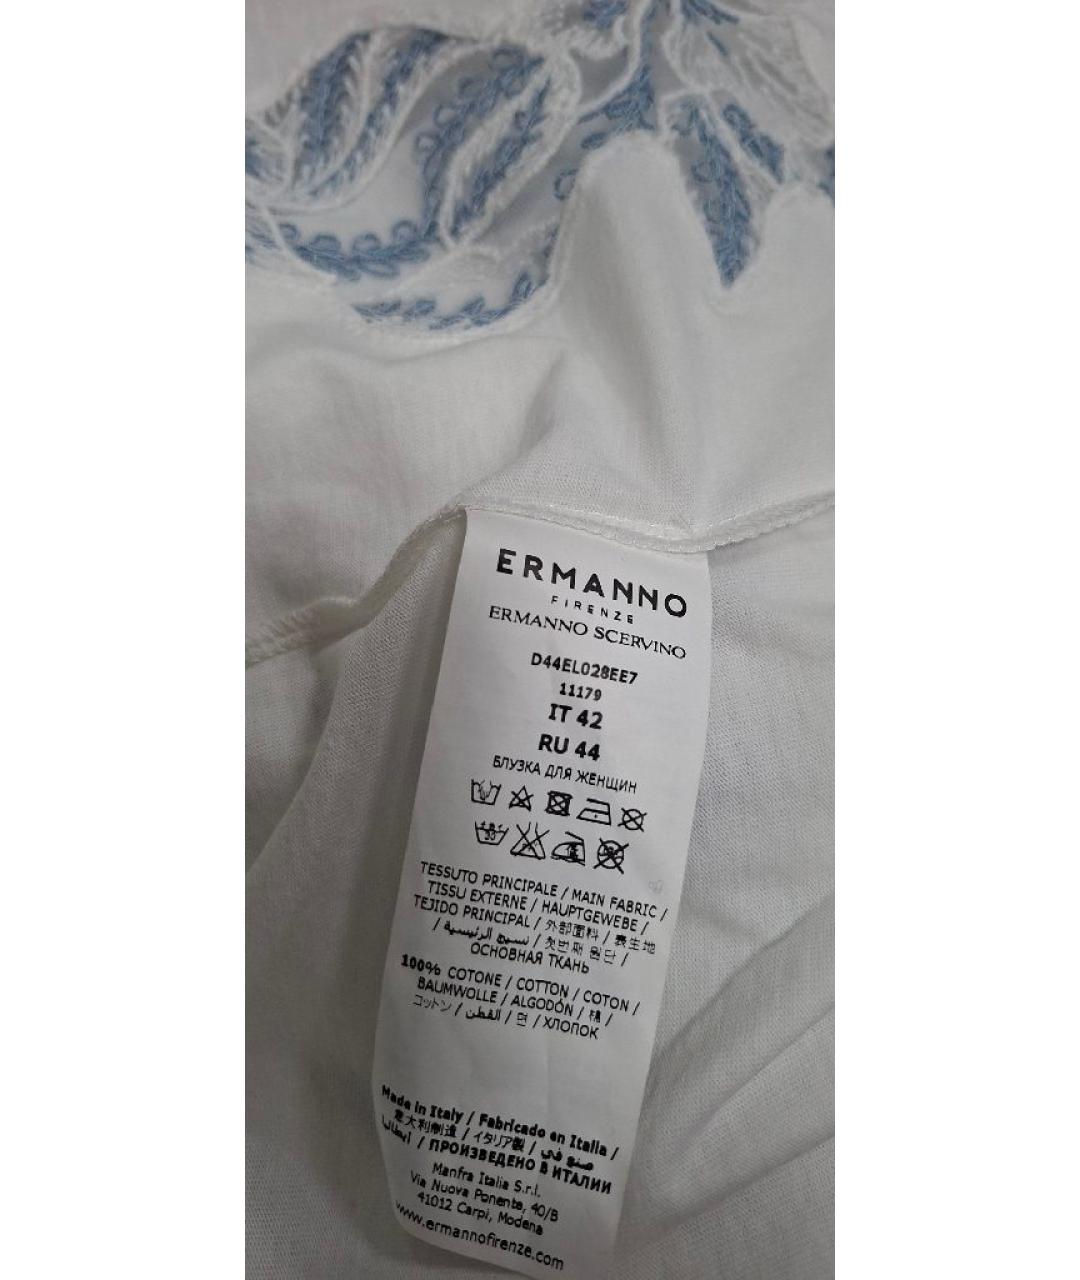 ERMANNO
FIRENZE
ERMANNO SCERVINO
D44EL028EE7
11179
IT 42
RU 44
БЛУЗКА ДЛЯ ЖЕНЩИН
TESSUTO PRINCIPALE / MAIN FABRIC /
TISSU EXTERNE / HAUPTGEWEBE /
TEJIDO PRINCIPAL / 外部面料 / 表生地
/ نسيج الرئيسية / 첫번째 원단 /
ОСНОВНАЯ ТКАНЬ
100% COTONE / COTTON / COTON /
BAUMWOLLE / ALGODÓN / 棉 /
コットン / القطن / 면 / ХЛОПОК
Made in Italy / Fabricado en Italia /
意大利制造 / イタリア製 / صنع في
إيطاليا / ПРОИЗВЕДЕНО В ИТАЛИИ
Manfra Italia S.r.l.
Via Nuova Ponente, 40/B
41012 Carpi, Modena
www.ermannofirenze.com